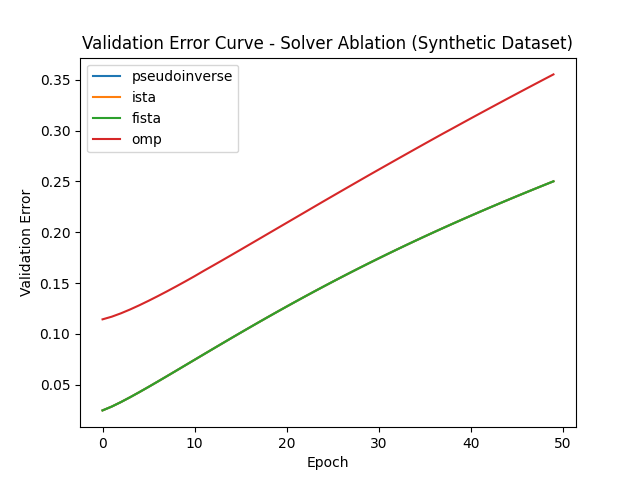 Validation Error Curve - Solver Ablation (Synthetic Dataset)
pseudoinverse
ista
fista
omp
Validation Error
0.35
0.30
0.25
0.20
0.15
0.10
0.05
0
10
20
30
40
50
Epoch